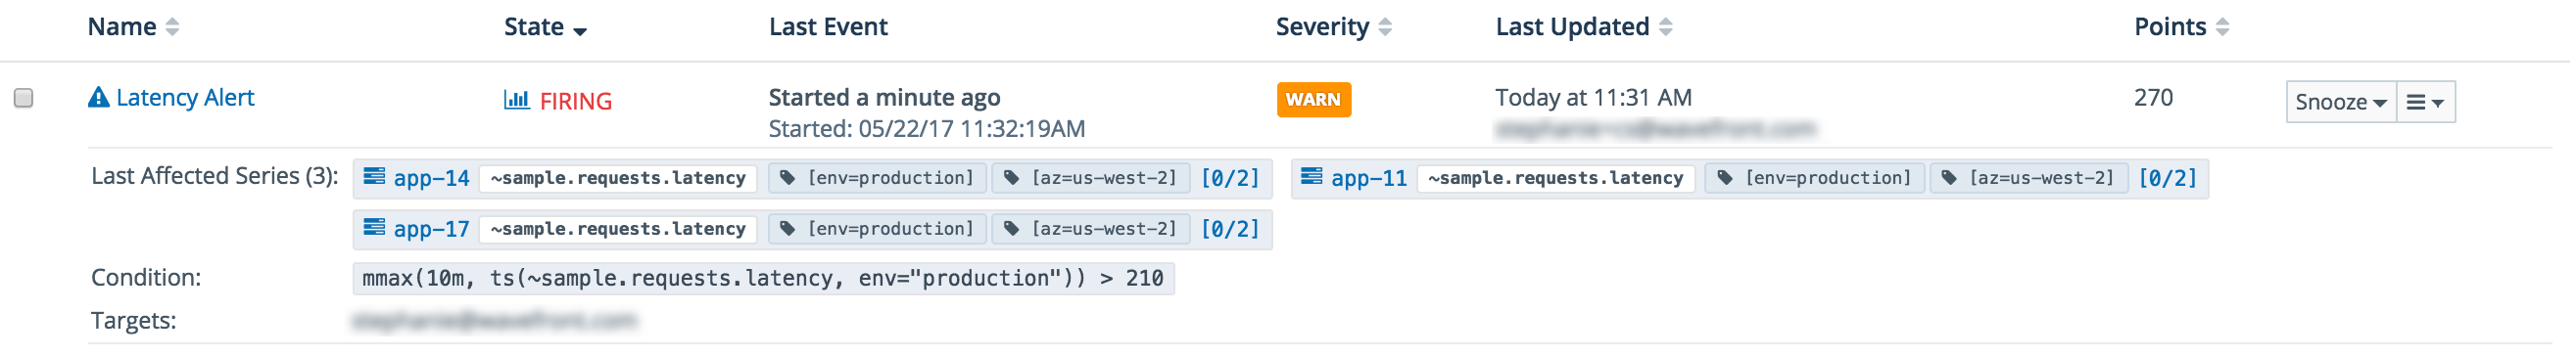 Name State Last Event Severity Last Updated Points
Latency Alert FIRING Started a minute ago WARN Today at 11:31 AM 270 Snooze
Started: 05/22/17 11:32:19AM
Last Affected Series (3): app-14 ~sample.requests.latency [env=production] [az=us-west-2] [0/2] app-11 ~sample.requests.latency [env=production] [az=us-west-2] [0/2]
app-17 ~sample.requests.latency [env=production] [az=us-west-2] [0/2]
Condition: mmax(10m, ts(~sample.requests.latency, env="production")) > 210
Targets: